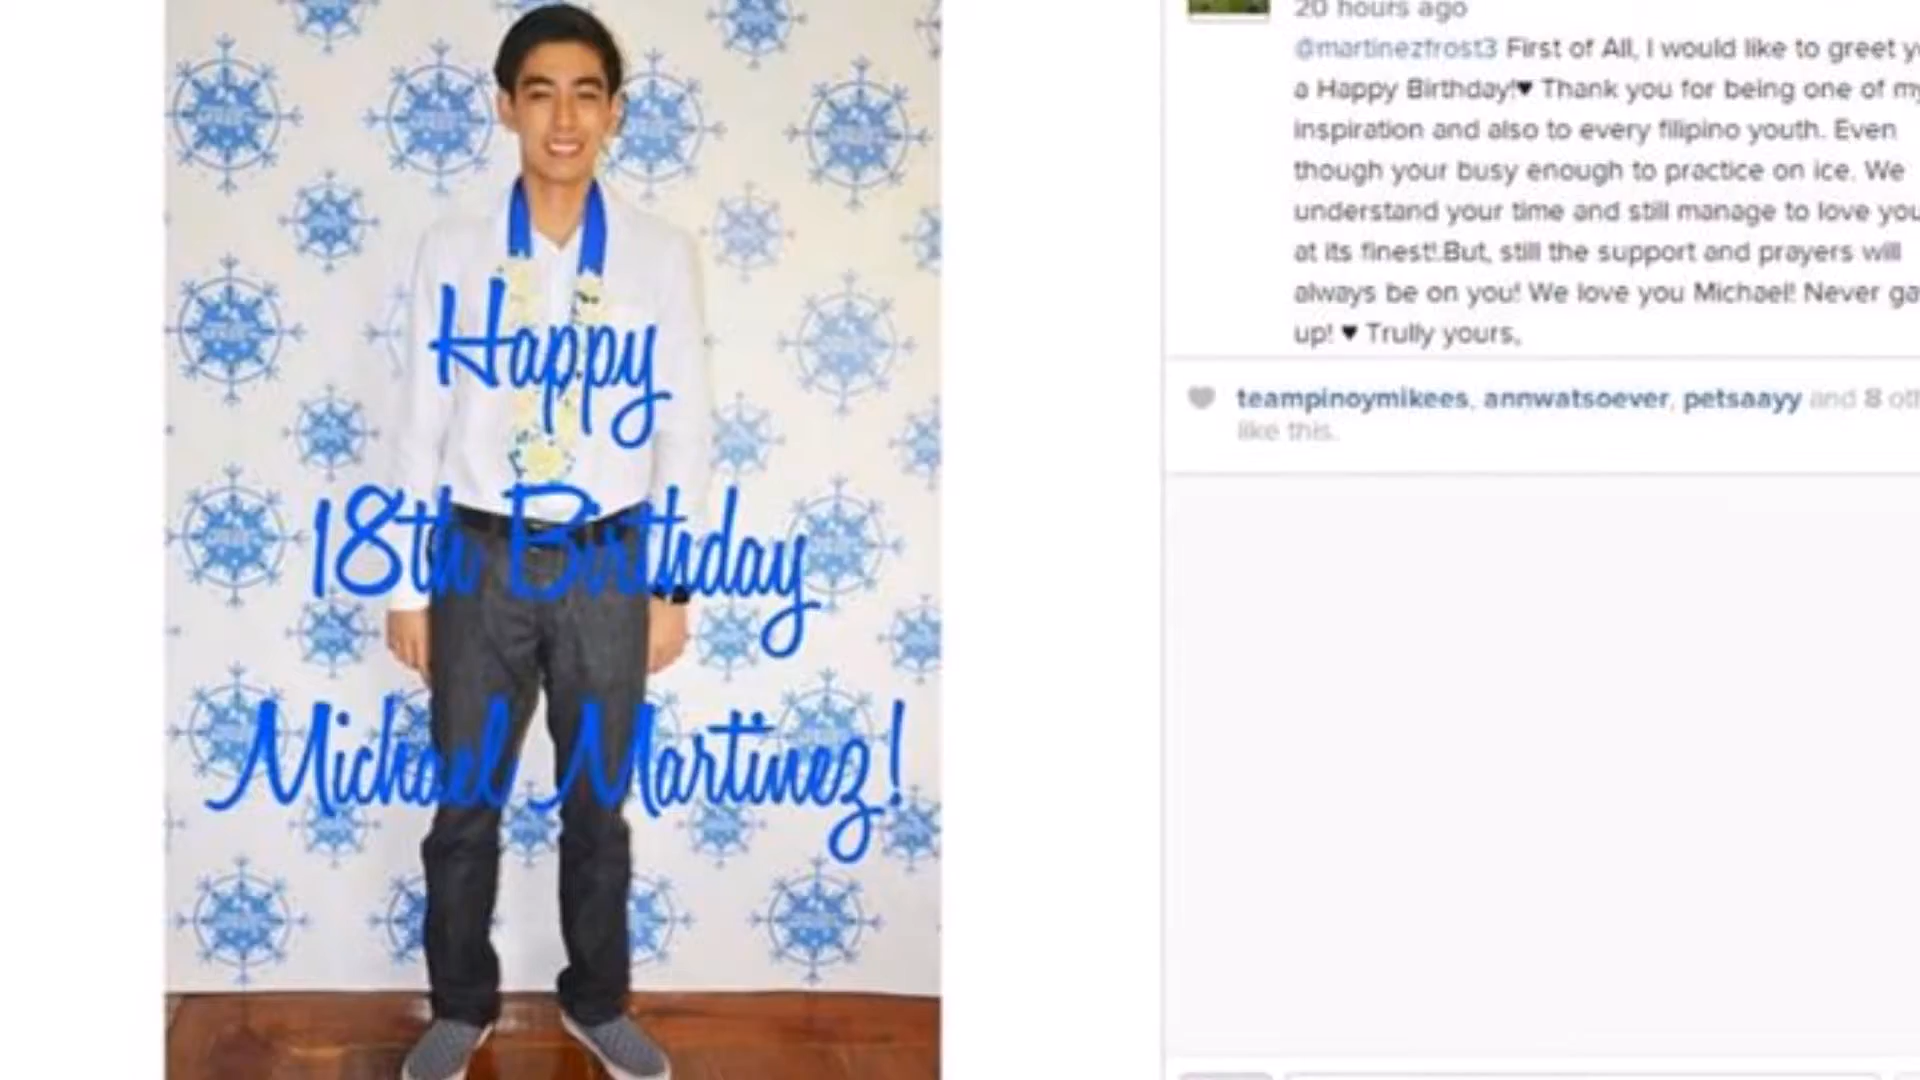 Happy
18th Birthday
Michael Martinez!
20 hours ago
@martinezfrost3 First of All, I would like to greet
a Happy Birthday!♥ Thank you for being one of my
inspiration and also to every filipino youth. Even
though your busy enough to practice on ice. We
understand your time and still manage to love you
at its finest!.But, still the support and prayers will
always be on you! We love you Michael! Never
up! ♥ Trully yours,
teampinoymikees, annwatsoever, petsaayy and 8
like this.